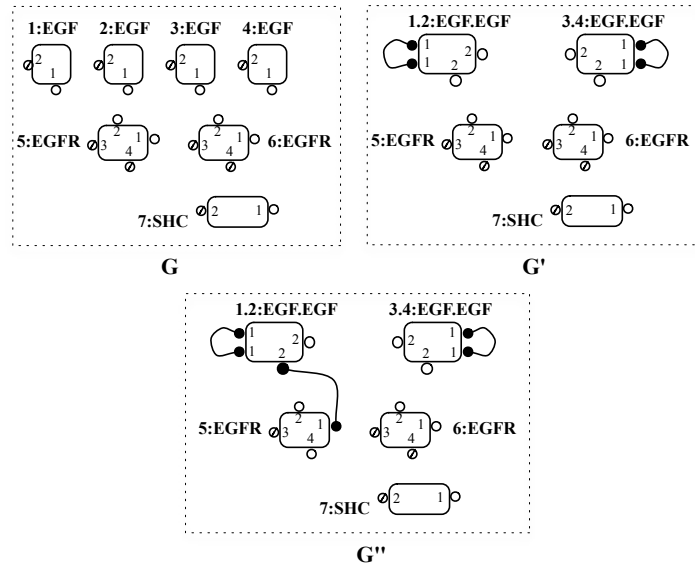 1:EGF 2:EGF 3:EGF 4:EGF
2 2 2 2
1 1 1 1
5:EGFR 3 2 1 4
3 2 1 4 6:EGFR
7:SHC 2 1
G
1.2:EGF.EGF 3.4:EGF.EGF
1 2 2 1
1 2 2 1
5:EGFR 3 2 1 4
3 2 1 4 6:EGFR
7:SHC 2 1
G'
1.2:EGF.EGF 3.4:EGF.EGF
1 2 2 1
1 2 2 1
5:EGFR 3 2 1 4
3 2 1 4 6:EGFR
7:SHC 2 1
G''